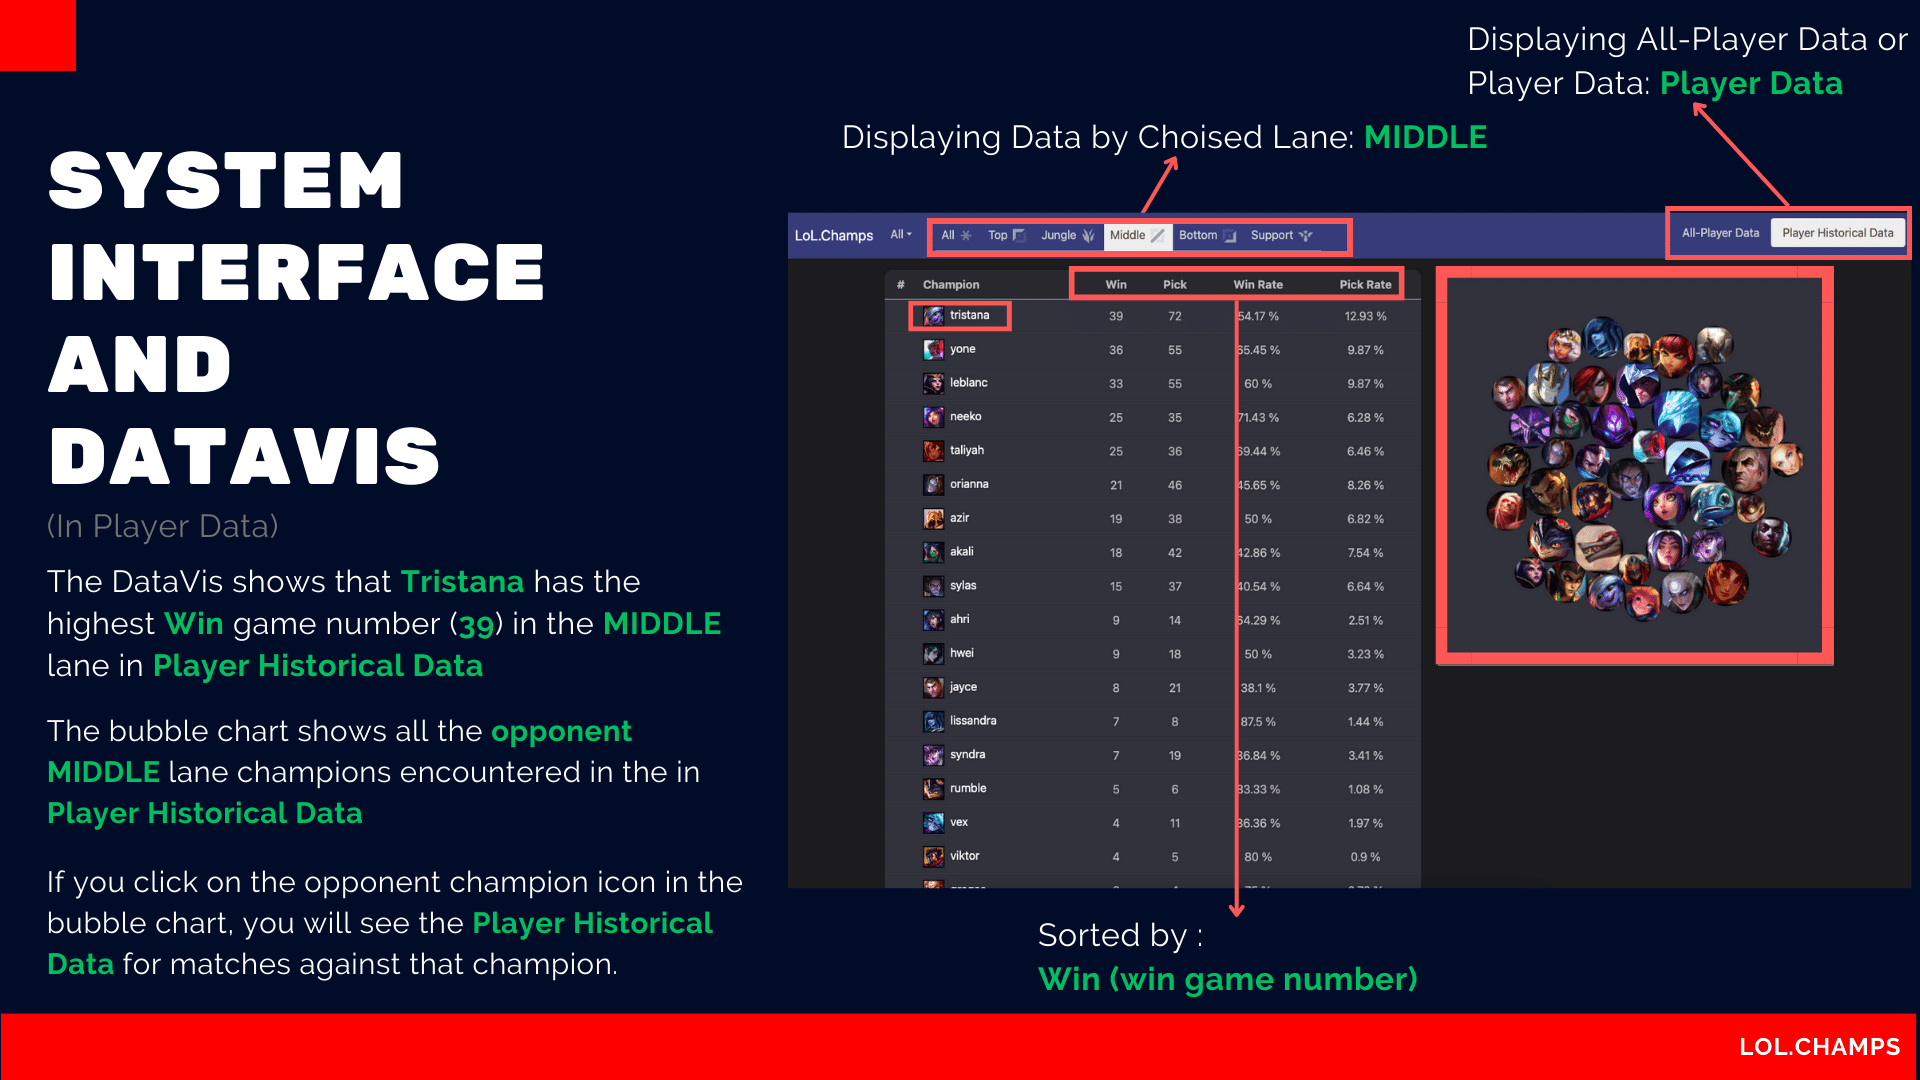 Displaying All-Player Data or
Player Data: Player Data
Displaying Data by Choised Lane: MIDDLE
SYSTEM
INTERFACE
AND
DATAVIS
(In Player Data)
The DataVis shows that Tristana has the
highest Win game number (39) in the MIDDLE
lane in Player Historical Data
The bubble chart shows all the opponent
MIDDLE lane champions encountered in the in
Player Historical Data
If you click on the opponent champion icon in the
bubble chart, you will see the Player Historical
Data for matches against that champion.
LoL.Champs All All Top Jungle Middle Bottom Support All-Player Data Player Historical Data
# Champion Win Pick Win Rate Pick Rate
tristana 39 72 54.17 % 12.93 %
yone 36 55 65.45 % 9.87 %
leblanc 33 55 60 % 9.87 %
neeko 25 35 71.43 % 6.28 %
taliyah 25 36 69.44 % 6.46 %
orianna 21 46 45.65 % 8.26 %
azir 19 38 50 % 6.82 %
akali 18 42 42.86 % 7.54 %
sylas 15 37 40.54 % 6.64 %
ahri 9 14 64.29 % 2.51 %
hwei 9 18 50 % 3.23 %
jayce 8 21 38.1 % 3.77 %
lissandra 7 8 87.5 % 1.44 %
syndra 7 19 36.84 % 3.41 %
rumble 5 6 83.33 % 1.08 %
vex 4 11 36.36 % 1.97 %
viktor 4 5 80 % 0.9 %
Sorted by :
Win (win game number)
LOL.CHAMPS